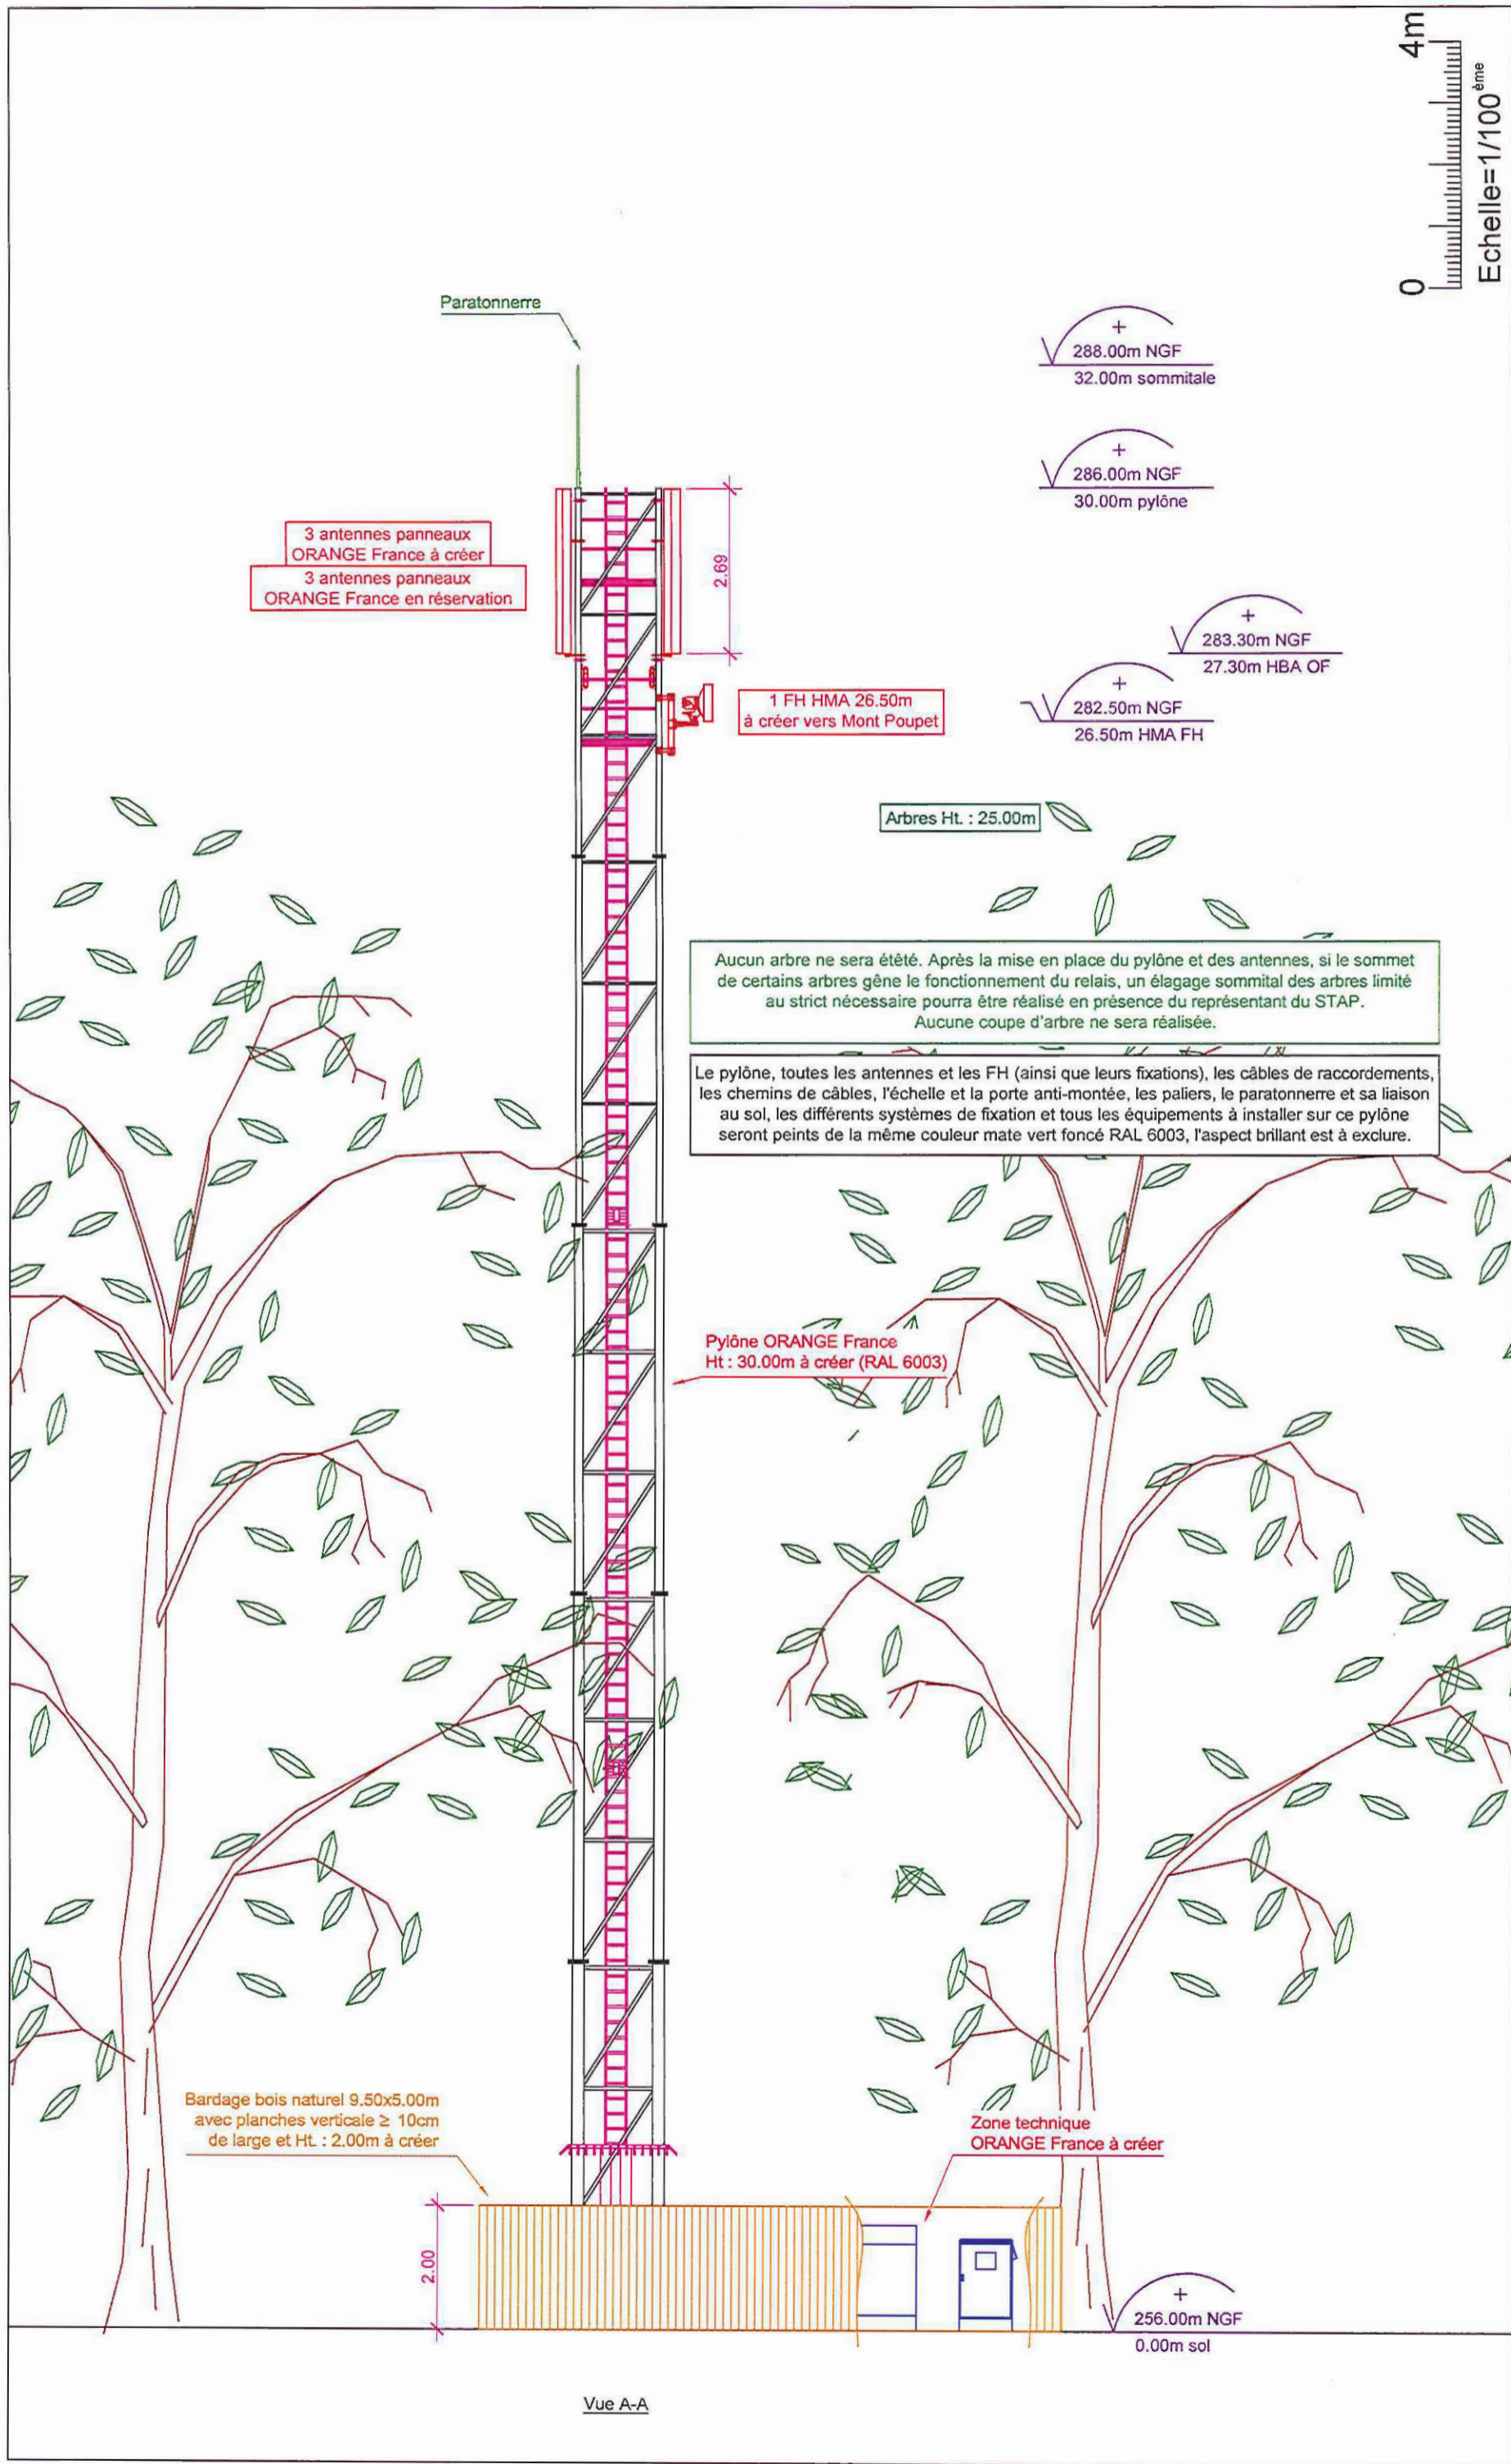 4m
0
Echelle=1/100ème
Paratonnerre
288.00m NGF
32.00m sommitale
286.00m NGF
30.00m pylône
3 antennes panneaux
ORANGE France à créer
3 antennes panneaux
ORANGE France en réservation
2.69
283.30m NGF
27.30m HBA OF
1 FH HMA 26.50m
à créer vers Mont Poupet
282.50m NGF
26.50m HMA FH
Arbres Ht. : 25.00m
Aucun arbre ne sera étêté. Après la mise en place du pylône et des antennes, si le sommet
de certains arbres gêne le fonctionnement du relais, un élagage sommital des arbres limité
au strict nécessaire pourra être réalisé en présence du représentant du STAP.
Aucune coupe d'arbre ne sera réalisée.
Le pylône, toutes les antennes et les FH (ainsi que leurs fixations), les câbles de raccordements,
les chemins de câbles, l'échelle et la porte anti-montée, les paliers, le paratonnerre et sa liaison
au sol, les différents systèmes de fixation et tous les équipements à installer sur ce pylône
seront peints de la même couleur mate vert foncé RAL 6003, l'aspect brillant est à exclure.
Pylône ORANGE France
Ht : 30.00m à créer (RAL 6003)
Bardage bois naturel 9.50x5.00m
avec planches verticale ≥ 10cm
de large et Ht. : 2.00m à créer
Zone technique
ORANGE France à créer
2.00
256.00m NGF
0.00m sol
Vue A-A